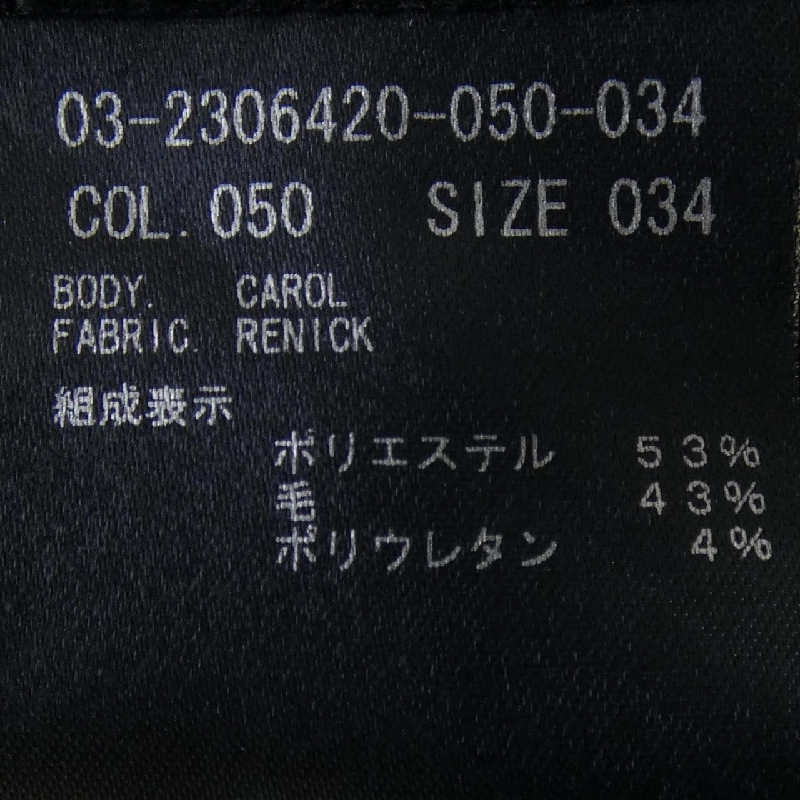 03-2306420-050-034
COL. 050 SIZE 034
BODY. CAROL
FABRIC. RENICK
組成表示
ポリエステル 53%
毛 43%
ポリウレタン 4%